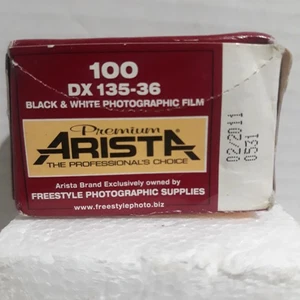 100
DX 135-36
BLACK & WHITE PHOTOGRAPHIC FILM
Premium
ARISTA®
THE PROFESSIONAL'S CHOICE
Arista Brand Exclusively owned by
FREESTYLE PHOTOGRAPHIC SUPPLIES
www.freestylephoto.biz
02/2011
0531